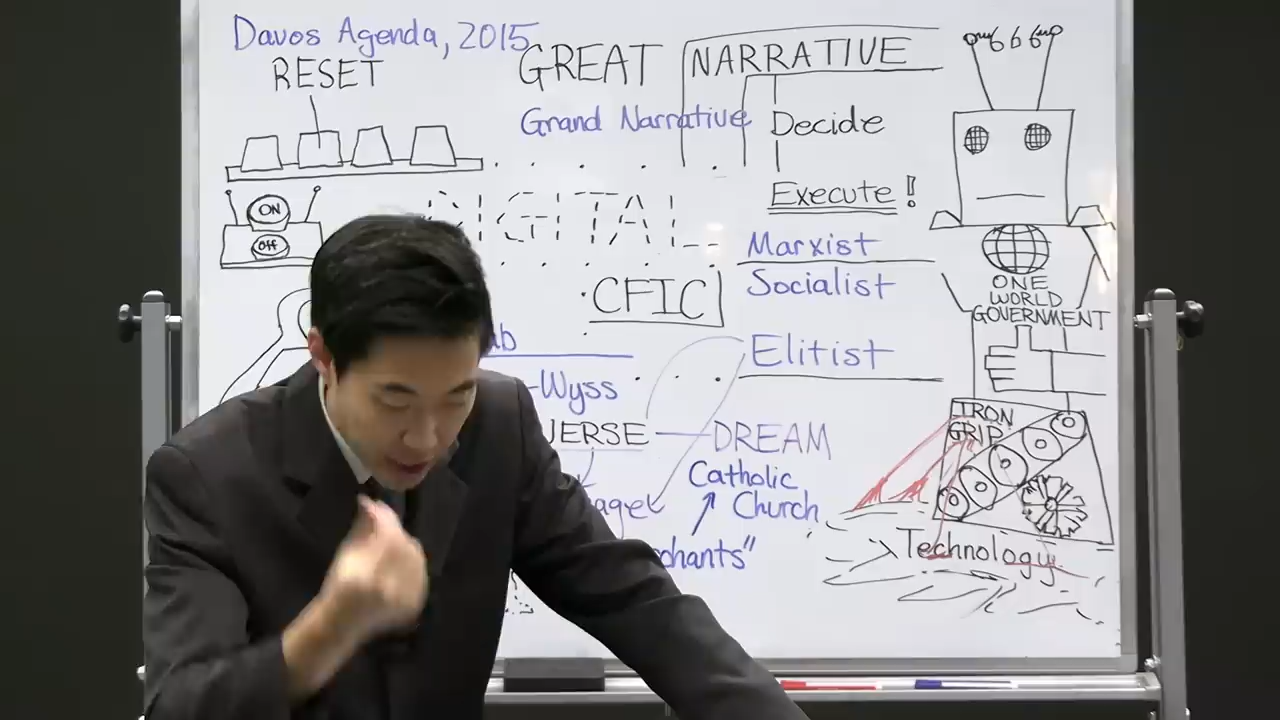 Davos Agenda, 2015
RESET
GREAT NARRATIVE
666
Grand Narrative
Decide
ON
Off
DIGITAL
Execute!
Marxist
Socialist
CFIC
ONE
WORLD
GOVERNMENT
Elitist
-Wyss
DREAM
IRON
GRIP
Catholic
Church
Technology